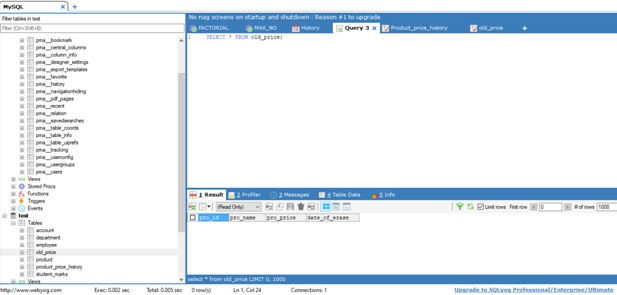 MySQL
Filter tables in test
Filter (Ctrl+Shift+B)
pma__bookmark
pma__central_columns
pma__column_info
pma__designer_settings
pma__export_templates
pma__favorite
pma__history
pma__navigationhiding
pma__pdf_pages
pma__recent
pma__relation
pma__savedsearches
pma__table_coords
pma__table_info
pma__table_uiprefs
pma__tracking
pma__userconfig
pma__usergroups
pma__users
Views
Stored Procs
Functions
Triggers
Events
test
Tables
account
department
employee
old_price
product
product_price_history
student_marks
Views
No nag screens on startup and shutdown : Reason #1 to upgrade
FACTORIAL MAX_NO History Query 3 Product_price_history old_price
1 SELECT * FROM old_price;
1 Result 2 Profiler 3 Messages 4 Table Data 5 Info
(Read Only) Limit rows First row 0 # of rows 1000
pro_id pro_name pro_price date_of_erase
select * from old_price LIMIT 0, 1000
http://www.webyog.com Exec: 0.002 sec Total: 0.005 sec 0 row(s) Ln 1, Col 24 Connections: 1 Upgrade to SQLyog Professional/Enterprise/Ultimate